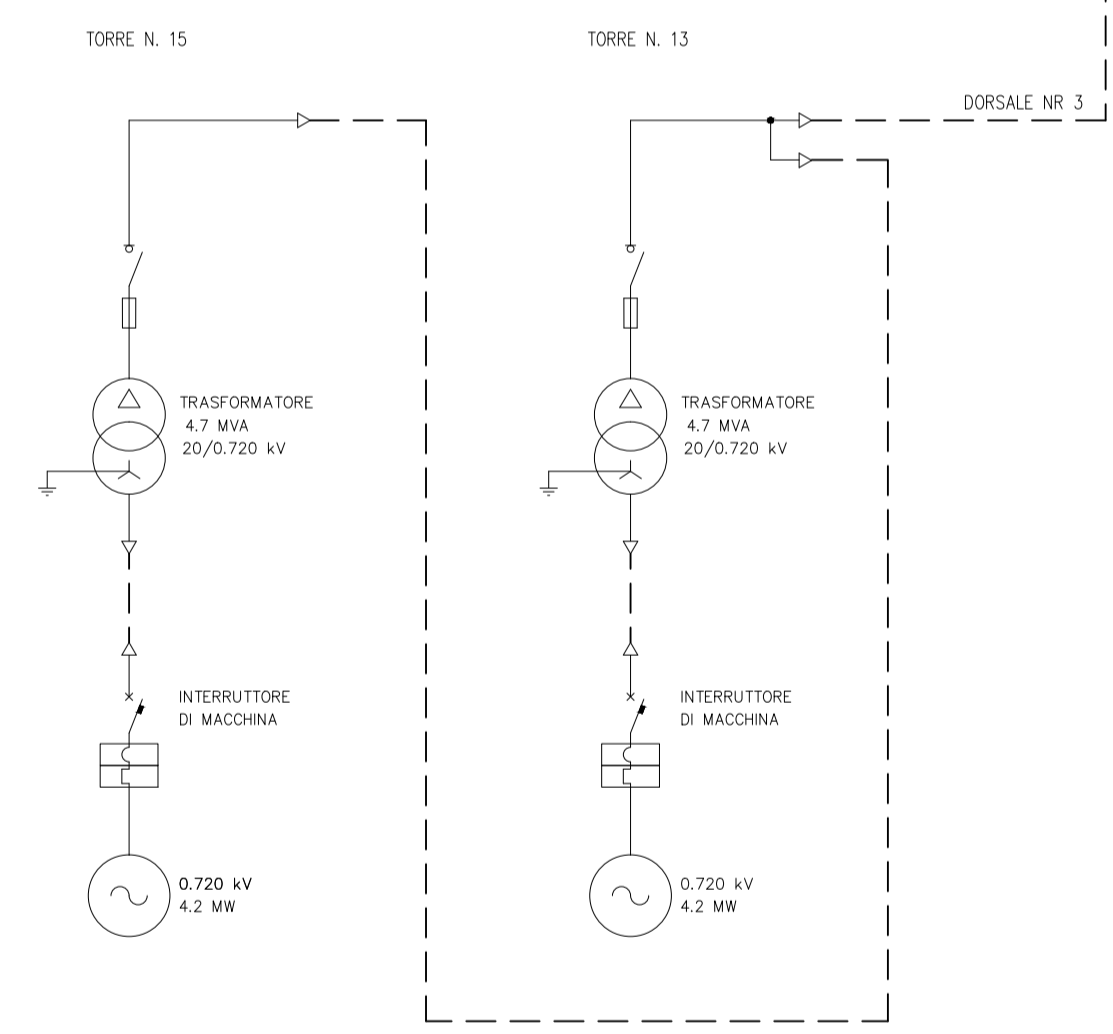 TORRE N. 15
TORRE N. 13
DORSALE NR 3
TRASFORMATORE
4.7 MVA
20/0.720 kV
TRASFORMATORE
4.7 MVA
20/0.720 kV
INTERRUTTORE
DI MACCHINA
INTERRUTTORE
DI MACCHINA
0.720 kV
4.2 MW
0.720 kV
4.2 MW